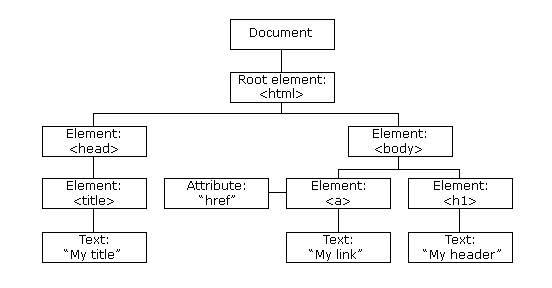 Document
Root element:
<html>
Element:
<head>
Element:
<body>
Element:
<title>
Attribute:
“href”
Element:
<a>
Element:
<h1>
Text:
“My title”
Text:
“My link”
Text:
“My header”